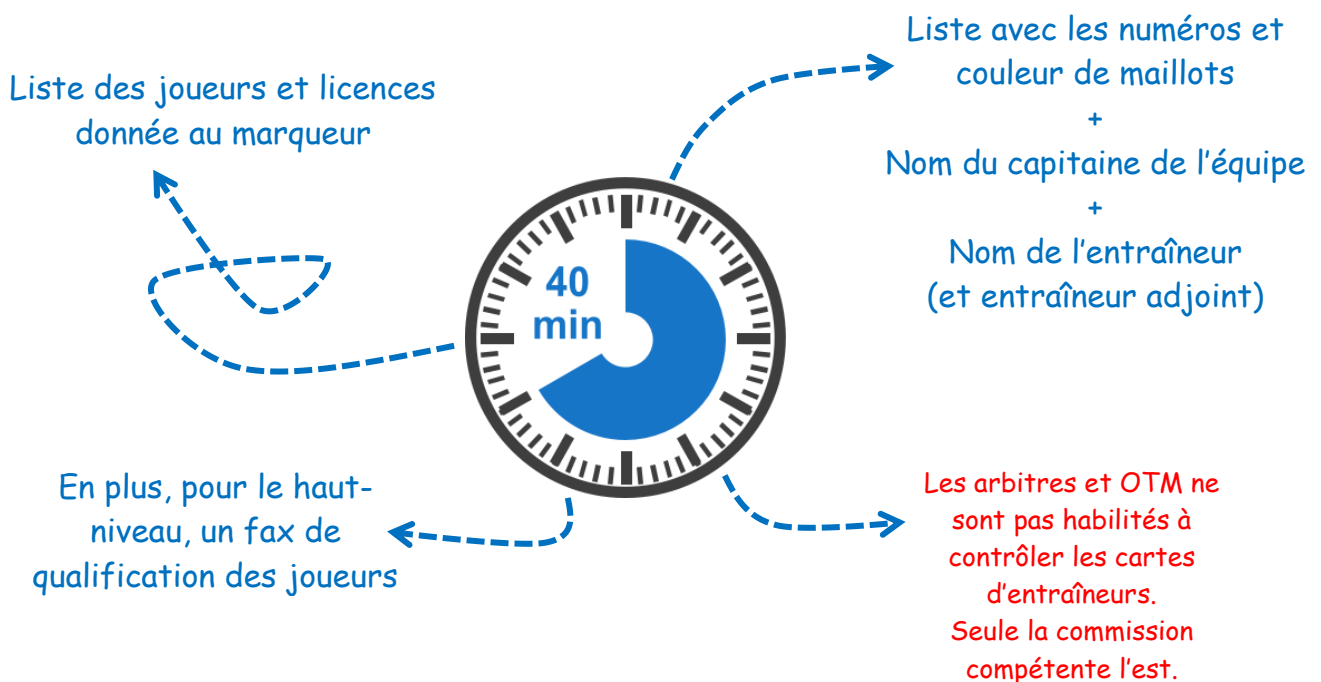 Liste des joueurs et licences
donnée au marqueur
Liste avec les numéros et
couleur de maillots
+
Nom du capitaine de l'équipe
+
Nom de l'entraîneur
(et entraîneur adjoint)
40
min
En plus, pour le haut-
niveau, un fax de
qualification des joueurs
Les arbitres et OTM ne
sont pas habilités à
contrôler les cartes
d'entraîneurs.
Seule la commission
compétente l'est.